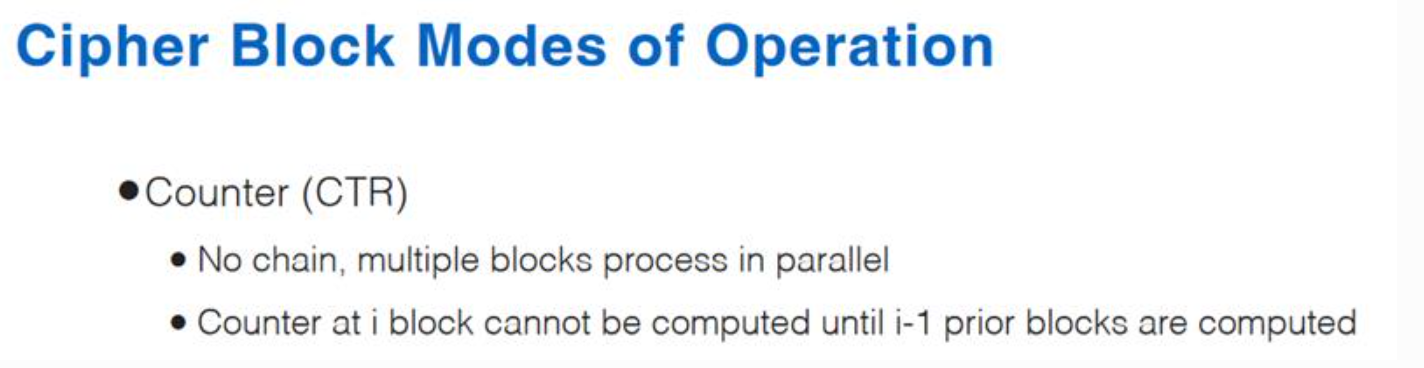 Cipher Block Modes of Operation
●Counter (CTR)
● No chain, multiple blocks process in parallel
● Counter at i block cannot be computed until i-1 prior blocks are computed